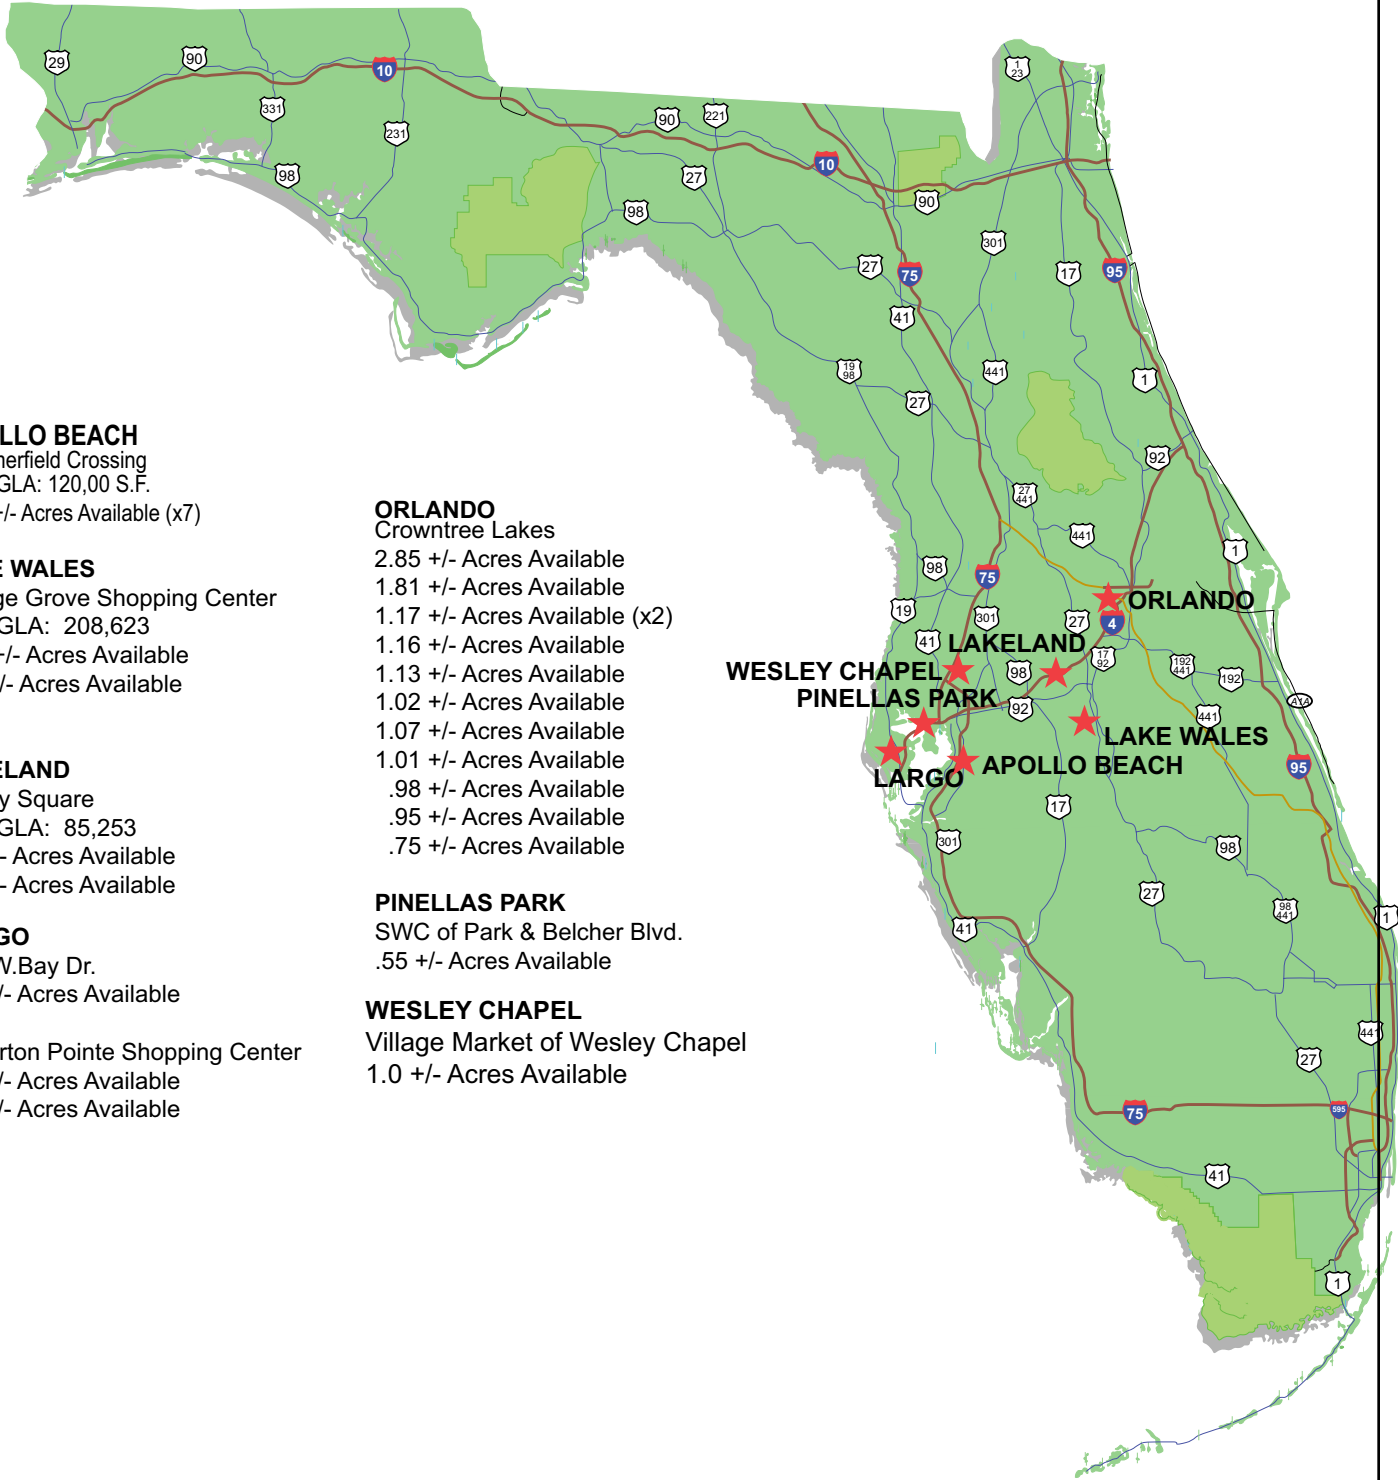 LLO BEACH
nerfield Crossing
GLA: 120,00 S.F.
+/- Acres Available (x7)
E WALES
ge Grove Shopping Center
GLA: 208,623
+/- Acres Available
/- Acres Available
ELAND
y Square
GLA: 85,253
- Acres Available
- Acres Available
GO
W.Bay Dr.
/- Acres Available
rton Pointe Shopping Center
/- Acres Available
/- Acres Available
ORLANDO
Crowntree Lakes
2.85 +/- Acres Available
1.81 +/- Acres Available
1.17 +/- Acres Available (x2)
1.16 +/- Acres Available
1.13 +/- Acres Available
1.02 +/- Acres Available
1.07 +/- Acres Available
1.01 +/- Acres Available
.98 +/- Acres Available
.95 +/- Acres Available
.75 +/- Acres Available
PINELLAS PARK
SWC of Park & Belcher Blvd.
.55 +/- Acres Available
WESLEY CHAPEL
Village Market of Wesley Chapel
1.0 +/- Acres Available
29
90
10
331
231
98
90
221
27
98
10
90
1
23
301
27
75
17
95
41
19
98
441
1
27
92
27
441
441
1
98
75
19
301
27
4
ORLANDO
41
LAKELAND
17
92
192
441
192
WESLEY CHAPEL
98
PINELLAS PARK
92
441
A1A
LAKE WALES
APOLLO BEACH
LARGO
95
17
301
98
27
98
441
1
41
441
27
75
595
41
1